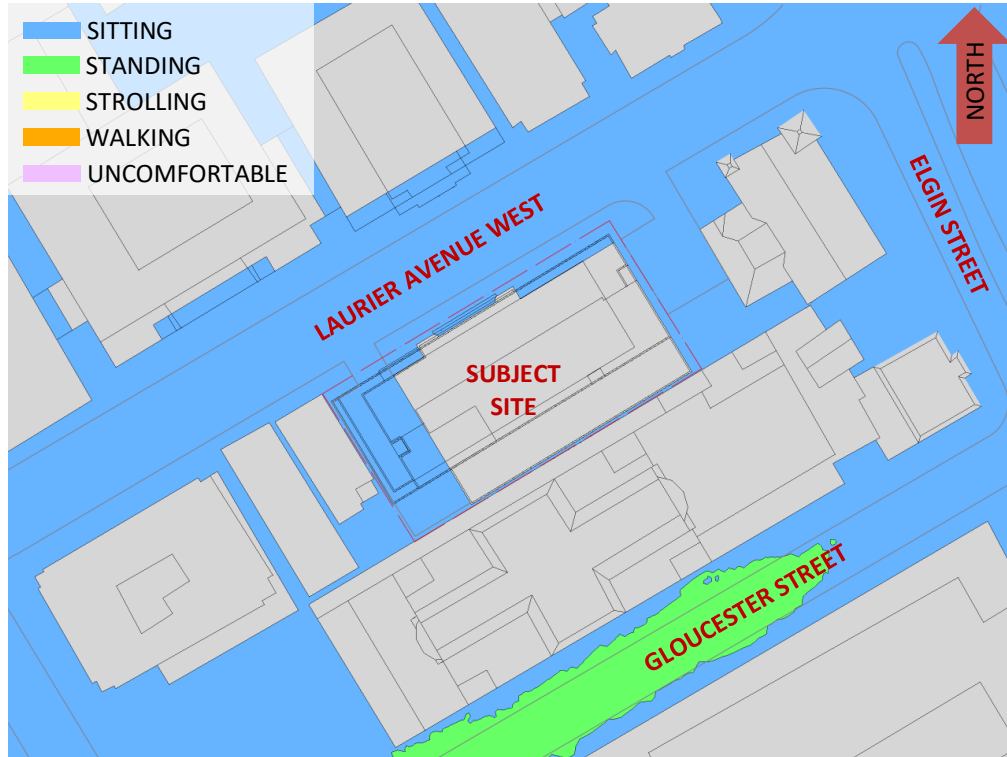 SITTING
STANDING
STROLLING
WALKING
UNCOMFORTABLE
NORTH
LAURIER AVENUE WEST
ELGIN STREET
SUBJECT
SITE
GLOUCESTER STREET